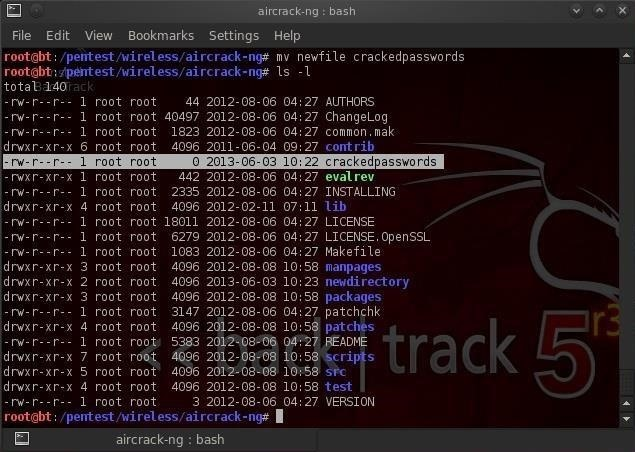 aircrack-ng : bash
File Edit View Bookmarks Settings Help
root@bt:/pentest/wireless/aircrack-ng# mv newfile crackedpasswords
root@bt:/pentest/wireless/aircrack-ng# ls -l
total 140
-rw-r--r-- 1 root root 44 2012-08-06 04:27 AUTHORS
-rw-r--r-- 1 root root 40497 2012-08-06 04:27 ChangeLog
-rw-r--r-- 1 root root 1823 2012-08-06 04:27 common.mak
drwxr-xr-x 6 root root 4096 2011-06-04 09:27 contrib
-rw-r--r-- 1 root root 0 2013-06-03 10:22 crackedpasswords
-rwxr-xr-x 1 root root 442 2012-08-06 04:27 evalrev
-rw-r--r-- 1 root root 2335 2012-08-06 04:27 INSTALLING
drwxr-xr-x 4 root root 4096 2012-02-11 07:11 lib
-rw-r--r-- 1 root root 18011 2012-08-06 04:27 LICENSE
-rw-r--r-- 1 root root 6279 2012-08-06 04:27 LICENSE.OpenSSL
-rw-r--r-- 1 root root 1083 2012-08-06 04:27 Makefile
drwxr-xr-x 3 root root 4096 2012-08-08 10:58 manpages
drwxr-xr-x 2 root root 4096 2013-06-03 10:23 newdirectory
drwxr-xr-x 3 root root 4096 2012-08-08 10:58 packages
-rw-r--r-- 1 root root 3147 2012-08-06 04:27 patchchk
drwxr-xr-x 4 root root 4096 2012-08-08 10:58 patches
-rw-r--r-- 1 root root 5383 2012-08-06 04:27 README
drwxr-xr-x 7 root root 4096 2012-08-08 10:58 scripts
drwxr-xr-x 5 root root 4096 2012-08-08 10:58 src
drwxr-xr-x 4 root root 4096 2012-08-08 10:58 test
-rw-r--r-- 1 root root 3 2012-08-06 04:27 VERSION
root@bt:/pentest/wireless/aircrack-ng#
<< back | track 5 r3
aircrack-ng : bash